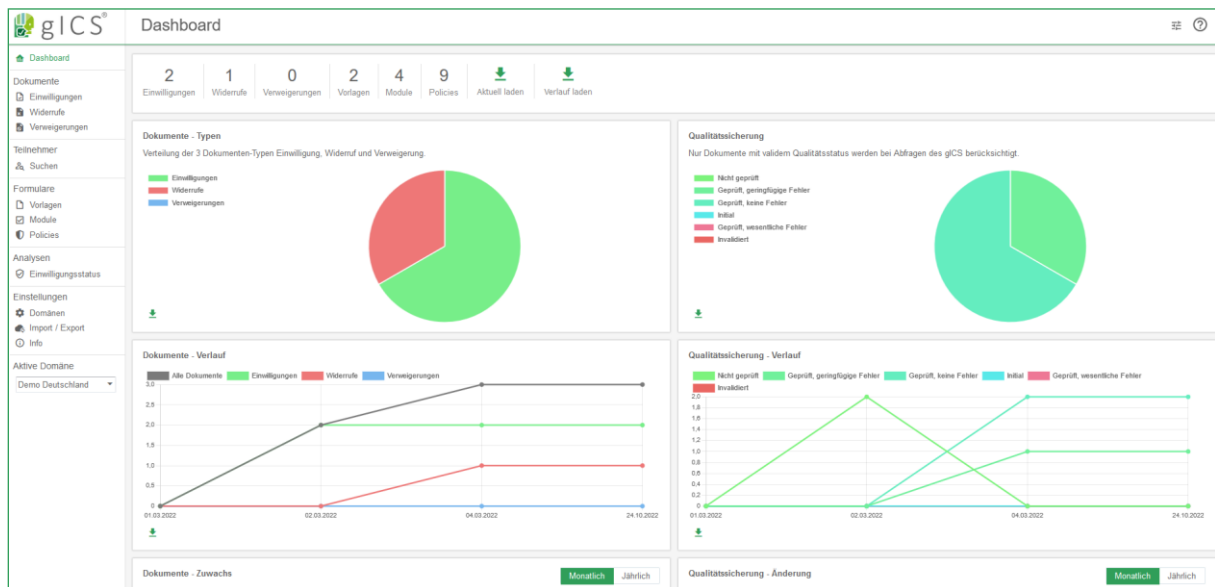 gICS®
Dashboard
Dashboard
Dokumente
Einwilligungen
Widerrufe
Verweigerungen
Teilnehmer
Suchen
Formulare
Vorlagen
Module
Policies
Analysen
Einwilligungsstatus
Einstellungen
Domänen
Import / Export
Info
Aktive Domäne
Demo Deutschland
2 1 0 2 4 9
Einwilligungen Widerrufe Verweigerungen Vorlagen Module Policies Aktuell laden Verlauf laden
Dokumente - Typen
Verteilung der 3 Dokumenten-Typen Einwilligung, Widerruf und Verweigerung.
Einwilligungen
Widerrufe
Verweigerungen
Qualitätssicherung
Nur Dokumente mit validem Qualitätsstatus werden bei Abfragen des gICS berücksichtigt.
Nicht geprüft
Geprüft, geringfügige Fehler
Geprüft, keine Fehler
Initial
Geprüft, wesentliche Fehler
Invalidiert
Dokumente - Verlauf
Alle Dokumente Einwilligungen Widerrufe Verweigerungen
3,0
2,5
2,0
1,5
1,0
0,5
0
01.03.2022 02.03.2022 04.03.2022 24.10.2022
Qualitätssicherung - Verlauf
Nicht geprüft Geprüft, geringfügige Fehler Geprüft, keine Fehler Initial Geprüft, wesentliche Fehler
Invalidiert
2,0
1,8
1,6
1,4
1,2
1,0
0,8
0,6
0,4
0,2
0
01.03.2022 02.03.2022 04.03.2022 24.10.2022
Dokumente - Zuwachs Monatlich Jährlich
Qualitätssicherung - Änderung Monatlich Jährlich